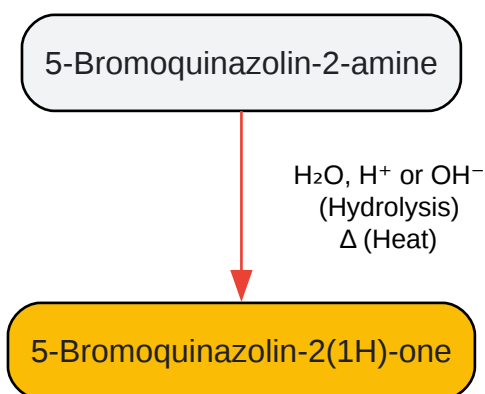 5-Bromoquinazolin-2-amine
H₂O, H⁺ or OH⁻
(Hydrolysis)
Δ (Heat)
5-Bromoquinazolin-2(1H)-one